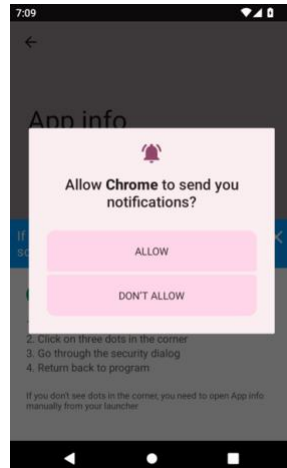 7:09
App info
Allow Chrome to send you
notifications?
If
ALLOW
DON'T ALLOW
2. Click on three dots in the corner
3. Go through the security dialog
4. Return back to program
If you don't see dots in the corner, you need to open App info
manually from your launcher